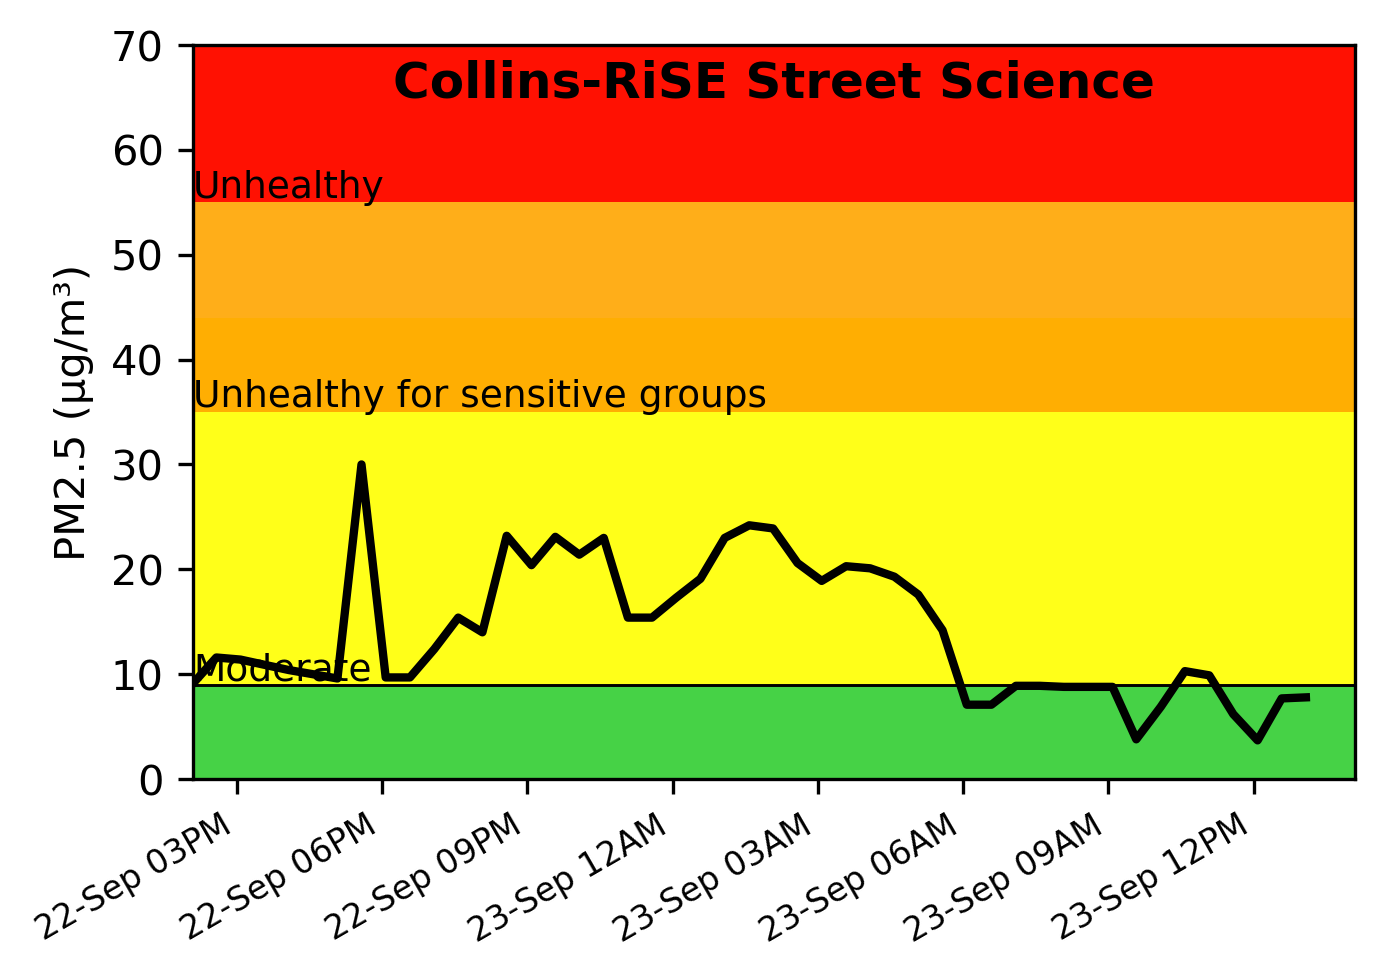 Collins-RiSE Street Science
70
60
Unhealthy
50
40
Unhealthy for sensitive groups
30
20
Moderate
10
0
PM2.5 (µg/m³)
22-Sep 03PM
22-Sep 06PM
22-Sep 09PM
23-Sep 12AM
23-Sep 03AM
23-Sep 06AM
23-Sep 09AM
23-Sep 12PM